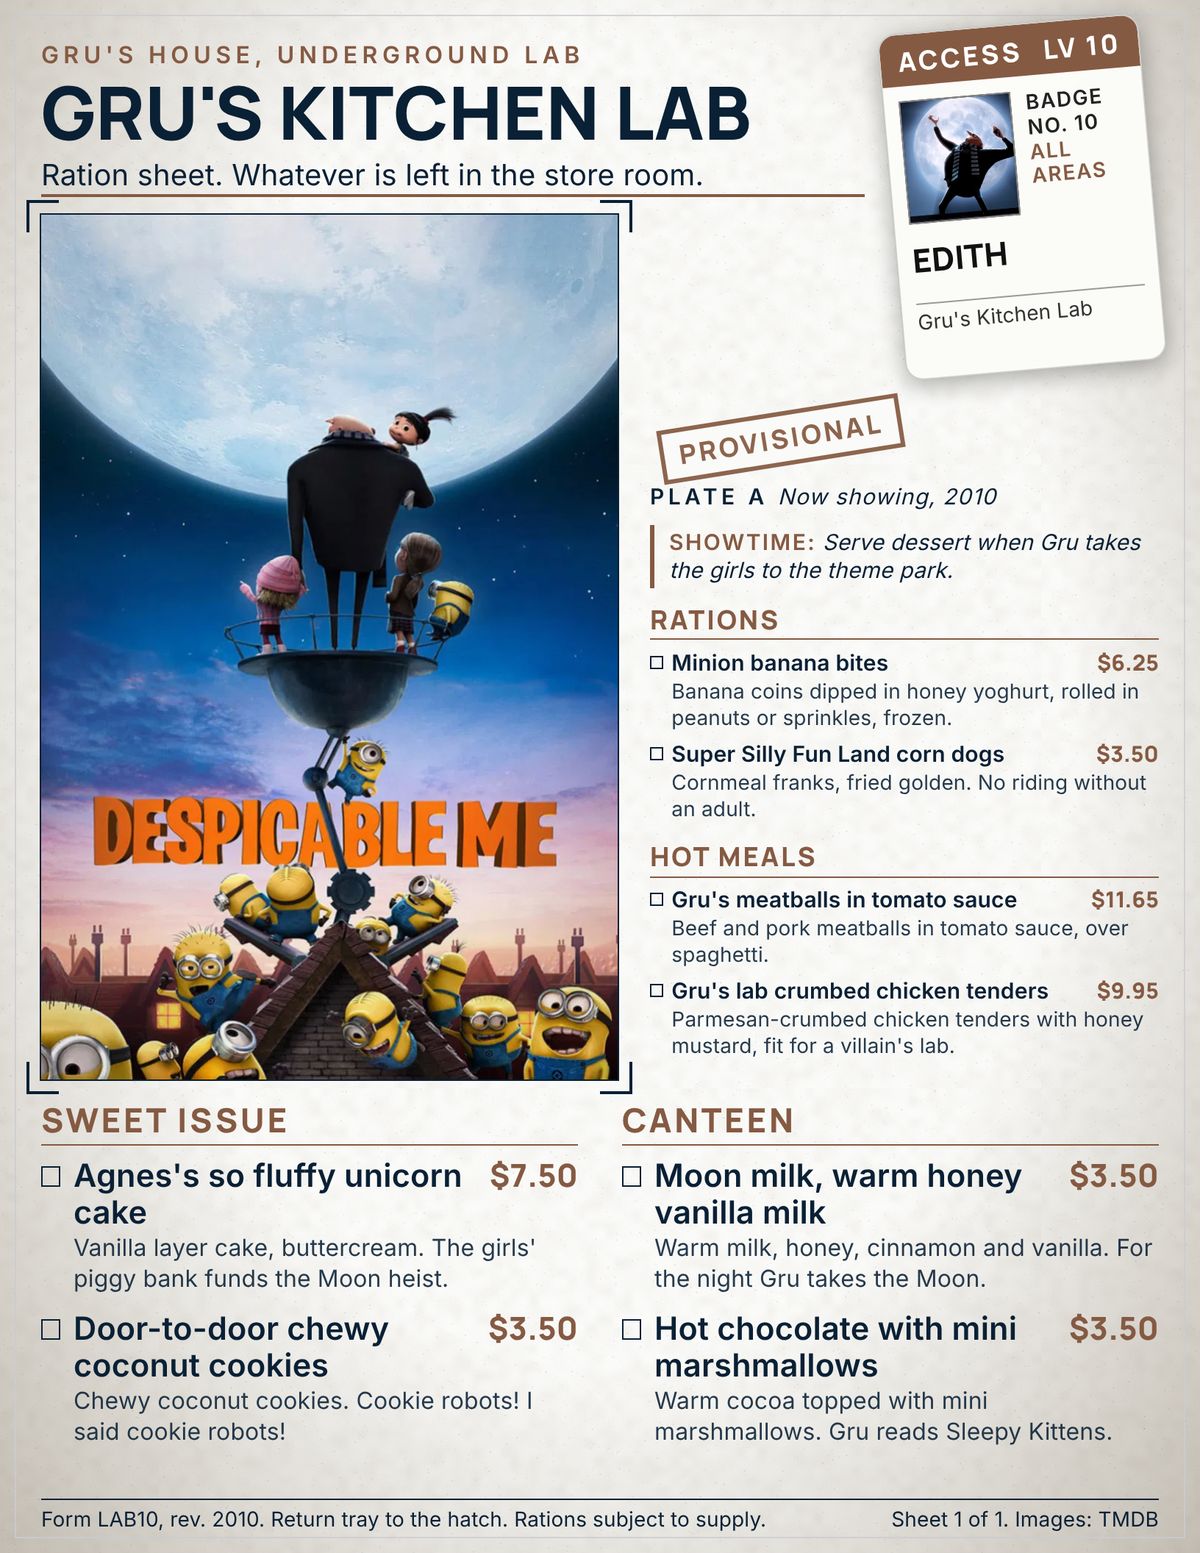 GRU'S HOUSE, UNDERGROUND LAB
GRU'S KITCHEN LAB
Ration sheet. Whatever is left in the store room.
ACCESS LV 10
BADGE
NO. 10
ALL
AREAS
EDITH
Gru's Kitchen Lab
DESPICABLE ME
PROVISIONAL
PLATE A Now showing, 2010
SHOWTIME: Serve dessert when Gru takes
the girls to the theme park.
RATIONS
Minion banana bites $6.25
Banana coins dipped in honey yoghurt, rolled in
peanuts or sprinkles, frozen.
Super Silly Fun Land corn dogs $3.50
Cornmeal franks, fried golden. No riding without
an adult.
HOT MEALS
Gru's meatballs in tomato sauce $11.65
Beef and pork meatballs in tomato sauce, over
spaghetti.
Gru's lab crumbed chicken tenders $9.95
Parmesan-crumbed chicken tenders with honey
mustard, fit for a villain's lab.
SWEET ISSUE
Agnes's so fluffy unicorn $7.50
cake
Vanilla layer cake, buttercream. The girls'
piggy bank funds the Moon heist.
Door-to-door chewy $3.50
coconut cookies
Chewy coconut cookies. Cookie robots! I
said cookie robots!
CANTEEN
Moon milk, warm honey $3.50
vanilla milk
Warm milk, honey, cinnamon and vanilla. For
the night Gru takes the Moon.
Hot chocolate with mini $3.50
marshmallows
Warm cocoa topped with mini
marshmallows. Gru reads Sleepy Kittens.
Form LAB10, rev. 2010. Return tray to the hatch. Rations subject to supply.
Sheet 1 of 1. Images: TMDB